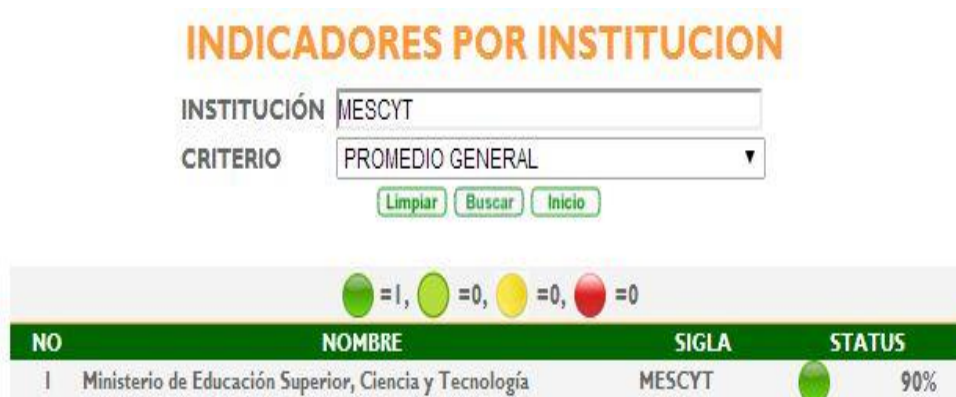 INDICADORES POR INSTITUCION
INSTITUCIÓN MESCYT
CRITERIO PROMEDIO GENERAL
Limpiar Buscar Inicio
=1, =0, =0, =0
NO NOMBRE SIGLA STATUS
1 Ministerio de Educación Superior, Ciencia y Tecnología MESCYT 90%